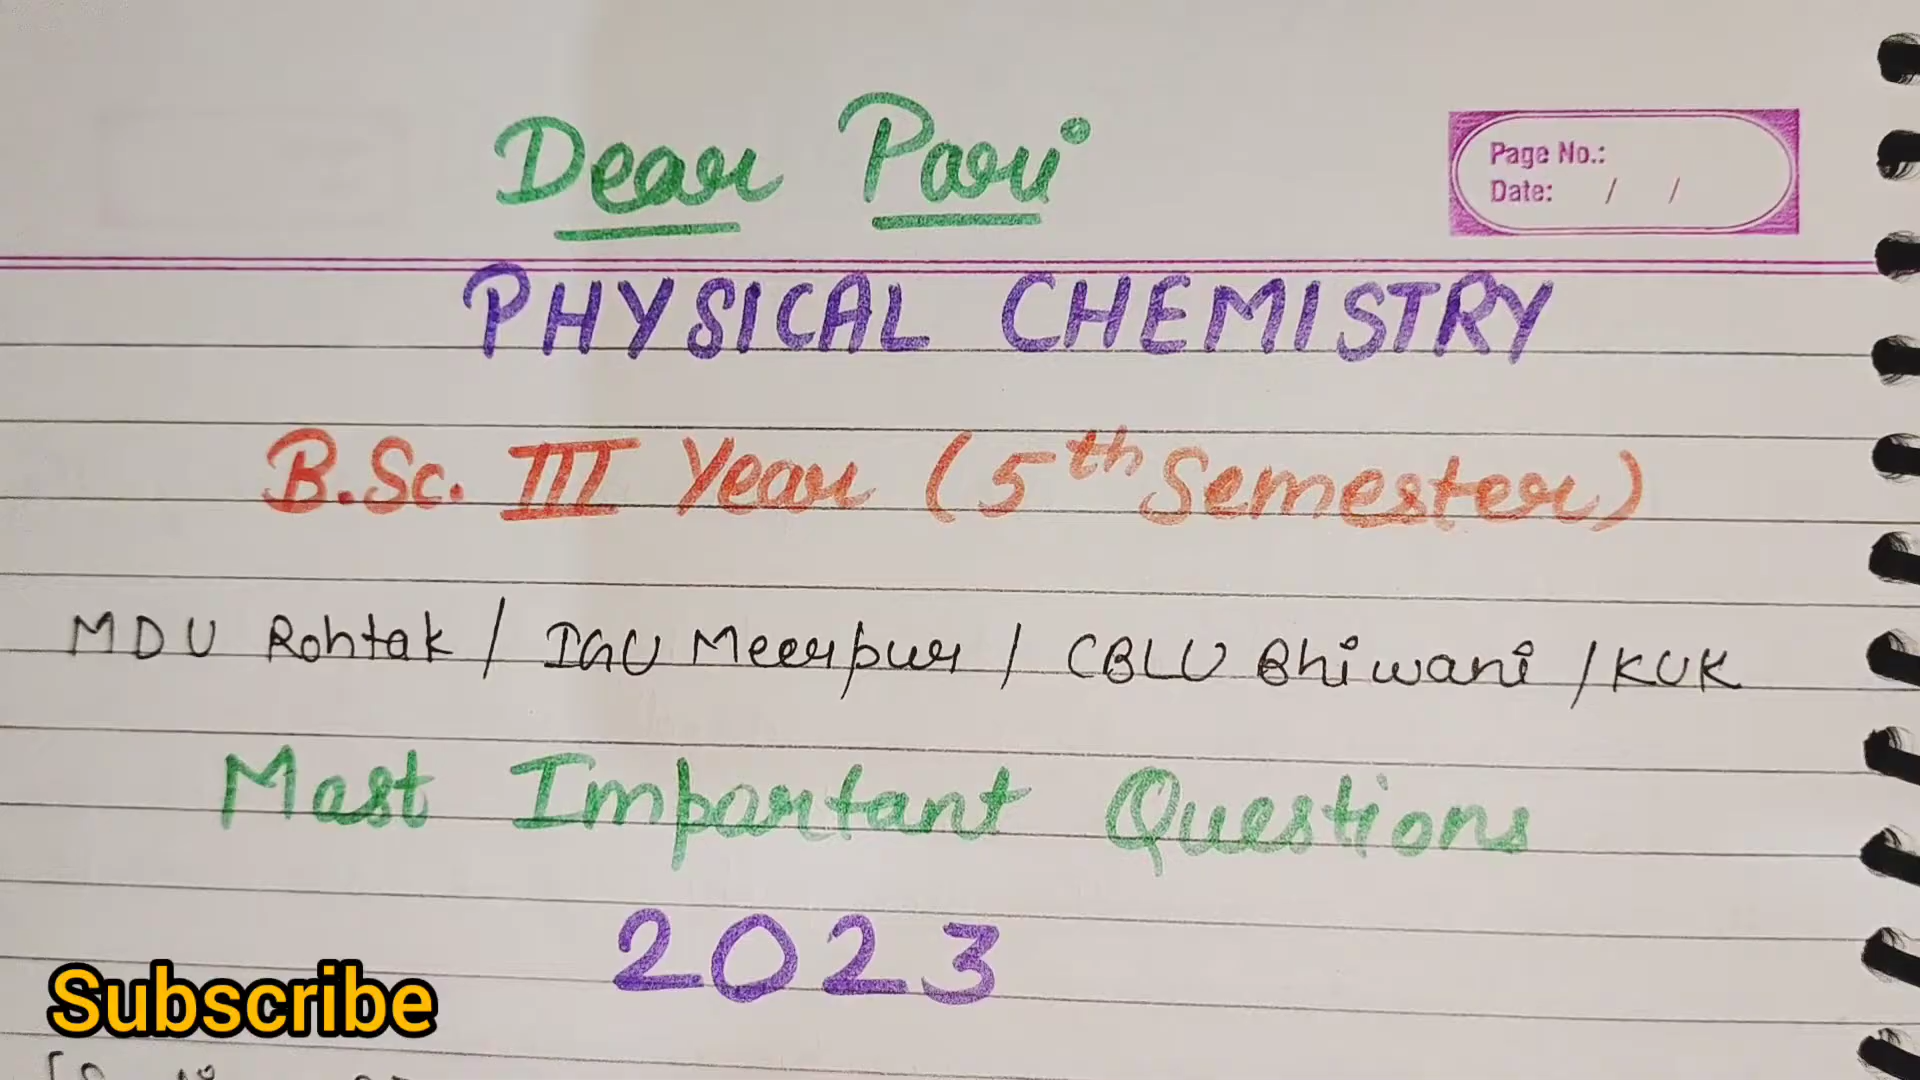 Dear Pari
Page No.:
Date: / /
PHYSICAL CHEMISTRY
B.Sc. III Year (5th Semester)
MDU Rohtak / IGU Meerpur / CBLU Bhiwani / KUK
Most Important Questions
2023
Subscribe